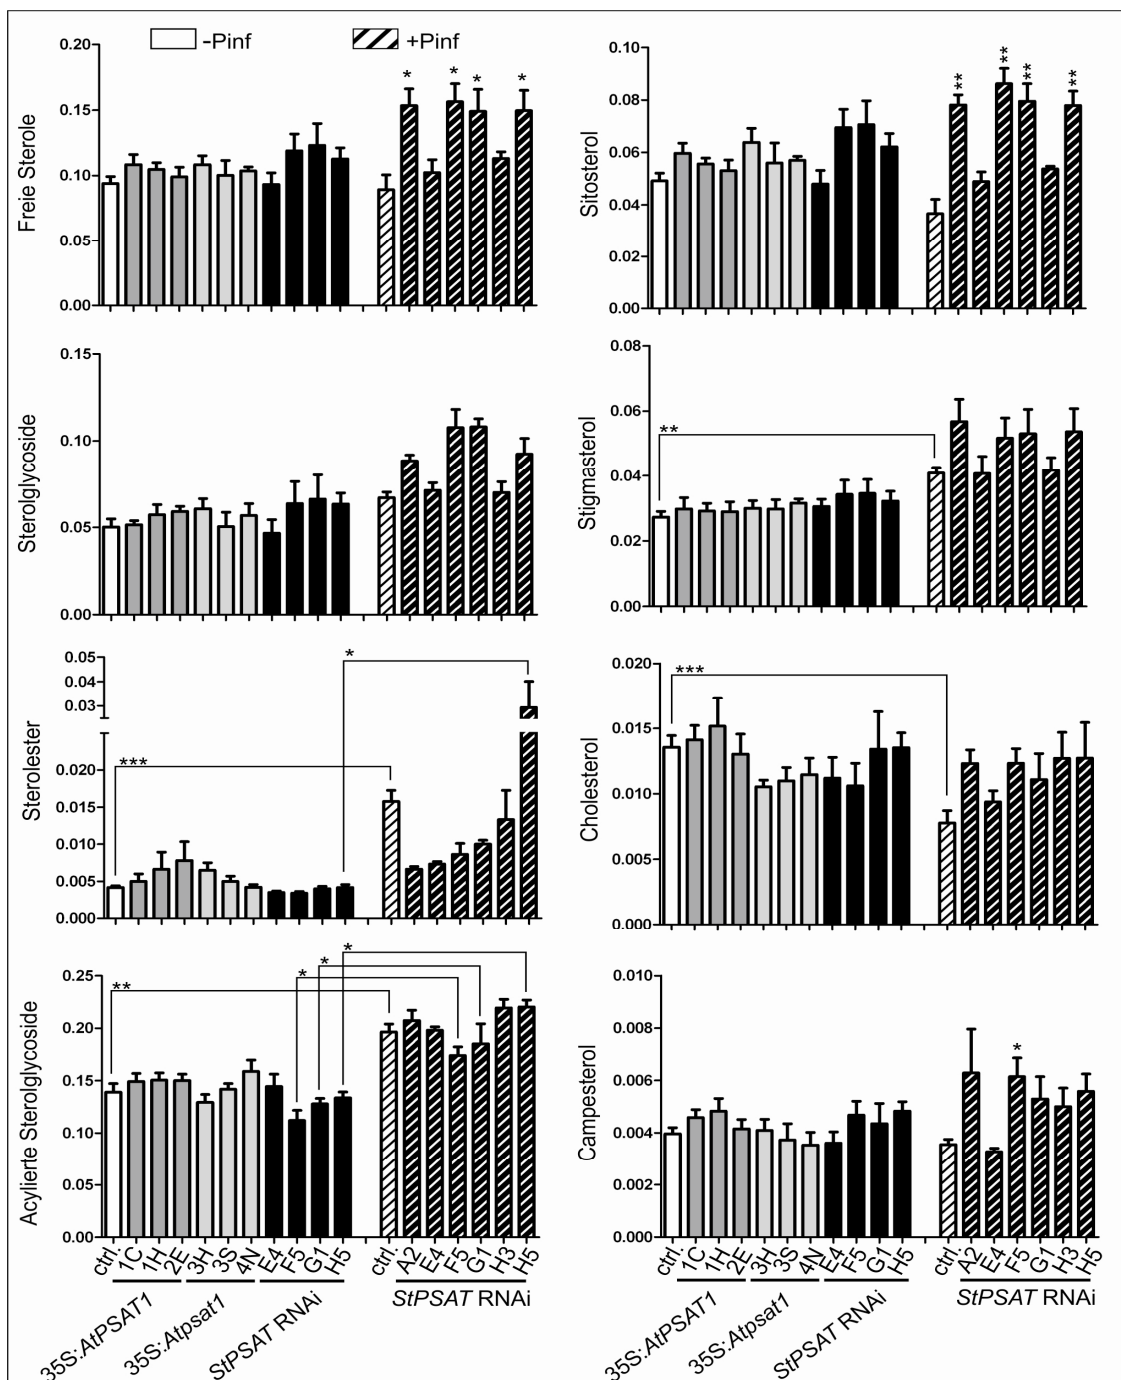 -Pinf
+Pinf
Freie Sterole
0.20
0.15
0.10
0.05
0.00
* * * *
Sitosterol
0.10
0.08
0.06
0.04
0.02
0.00
** ** ** **
Sterolglycoside
0.15
0.10
0.05
0.00
Stigmasterol
0.08
0.06
0.04
0.02
0.00
**
Sterolester
0.05
0.04
0.03
0.020
0.015
0.010
0.005
0.000
***
*
Cholesterol
0.020
0.015
0.010
0.005
0.000
***
Acylierte Sterolglycoside
0.25
0.20
0.15
0.10
0.05
0.00
**
*
*
*
ctrl. 1C 1H 2E 3H 3S 4N E4 F5 G1 H5 ctrl. A2 E4 F5 G1 H3 H5
35S:AtPSAT1
35S:Atpsat1
StPSAT RNAi
StPSAT RNAi
Campesterol
0.010
0.008
0.006
0.004
0.002
0.000
*
ctrl. 1C 1H 2E 3H 3S 4N E4 F5 G1 H5 ctrl. A2 E4 F5 G1 H3 H5
35S:AtPSAT1
35S:Atpsat1
StPSAT RNAi
StPSAT RNAi